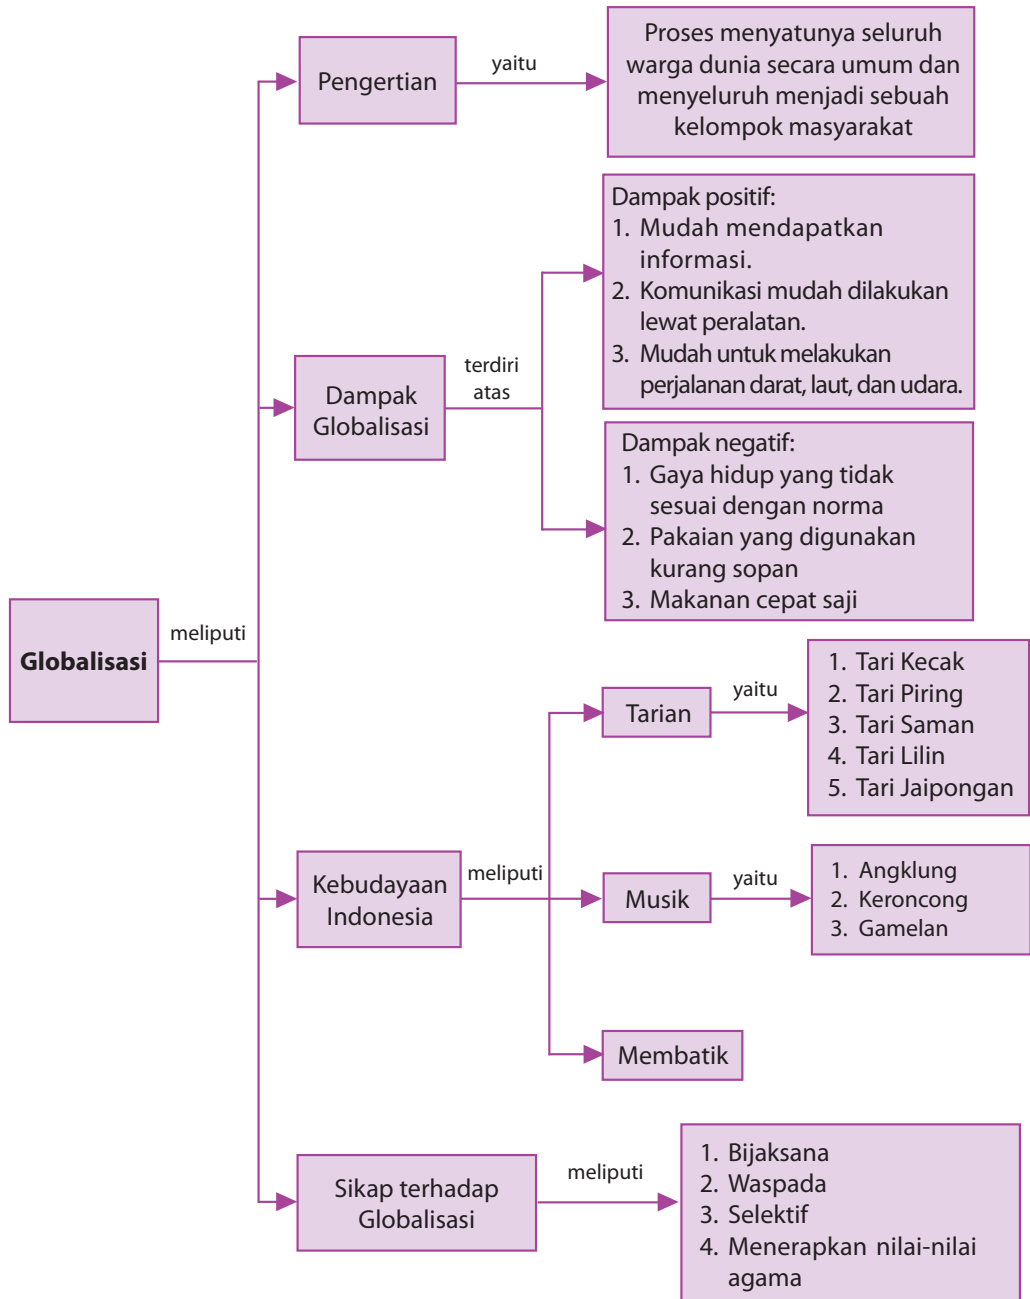 Globalisasi
meliputi
Pengertian
yaitu
Proses menyatunya seluruh
warga dunia secara umum dan
menyeluruh menjadi sebuah
kelompok masyarakat
Dampak
Globalisasi
terdiri
atas
Dampak positif:
1. Mudah mendapatkan
informasi.
2. Komunikasi mudah dilakukan
lewat peralatan.
3. Mudah untuk melakukan
perjalanan darat, laut, dan udara.
Dampak negatif:
1. Gaya hidup yang tidak
sesuai dengan norma
2. Pakaian yang digunakan
kurang sopan
3. Makanan cepat saji
Kebudayaan
Indonesia
meliputi
Tarian
yaitu
1. Tari Kecak
2. Tari Piring
3. Tari Saman
4. Tari Lilin
5. Tari Jaipongan
Musik
yaitu
1. Angklung
2. Keroncong
3. Gamelan
Membatik
Sikap terhadap
Globalisasi
meliputi
1. Bijaksana
2. Waspada
3. Selektif
4. Menerapkan nilai-nilai
agama